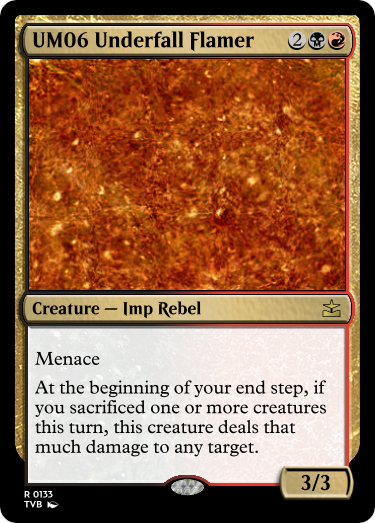 UM06 Underfall Flamer 2
Creature — Imp Rebel
Menace
At the beginning of your end step, if
you sacrificed one or more creatures
this turn, this creature deals that
much damage to any target.
3/3
R 0133
TVB